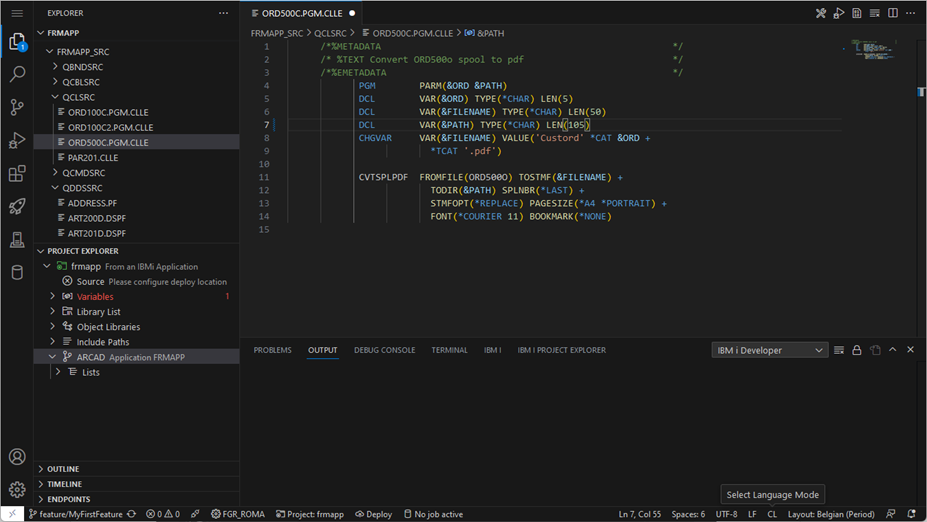 EXPLORER
FRMAPP
FRMAPP_SRC
QBNDSRC
QCBLSRC
QCLSRC
ORD100C.PGM.CLLE
ORD100C2.PGM.CLLE
ORD500C.PGM.CLLE
PAR201.CLLE
QCMDSRC
QDDSSRC
ADDRESS.PF
ART200D.DSPF
ART201D.DSPF
PROJECT EXPLORER
frmapp From an IBMi Application
Source Please configure deploy location
Variables 1
Library List
Object Libraries
Include Paths
ARCAD Application FRMAPP
Lists
OUTLINE
TIMELINE
ENDPOINTS
ORD500C.PGM.CLLE
FRMAPP_SRC > QCLSRC > ORD500C.PGM.CLLE > &PATH
1 /*%METADATA */
2 /* %TEXT Convert ORD500o spool to pdf */
3 /*%EMETADATA */
4 PGM PARM(&ORD &PATH)
5 DCL VAR(&ORD) TYPE(*CHAR) LEN(5)
6 DCL VAR(&FILENAME) TYPE(*CHAR) LEN(50)
7 DCL VAR(&PATH) TYPE(*CHAR) LEN(105)
8 CHGVAR VAR(&FILENAME) VALUE('Custord' *CAT &ORD +
9 *TCAT '.pdf')
10
11 CVTSPLPDF FROMFILE(ORD500O) TOSTMF(&FILENAME) +
12 TODIR(&PATH) SPLNBR(*LAST) +
13 STMFOPT(*REPLACE) PAGESIZE(*A4 *PORTRAIT) +
14 FONT(*COURIER 11) BOOKMARK(*NONE)
15
PROBLEMS OUTPUT DEBUG CONSOLE TERMINAL IBM I IBM I PROJECT EXPLORER
IBM i Developer
Select Language Mode
1
feature/MyFirstFeature 0 0 FGR_ROMA Project: frmapp Deploy No job active Ln 7, Col 55 Spaces: 6 UTF-8 LF CL Layout: Belgian (Period)